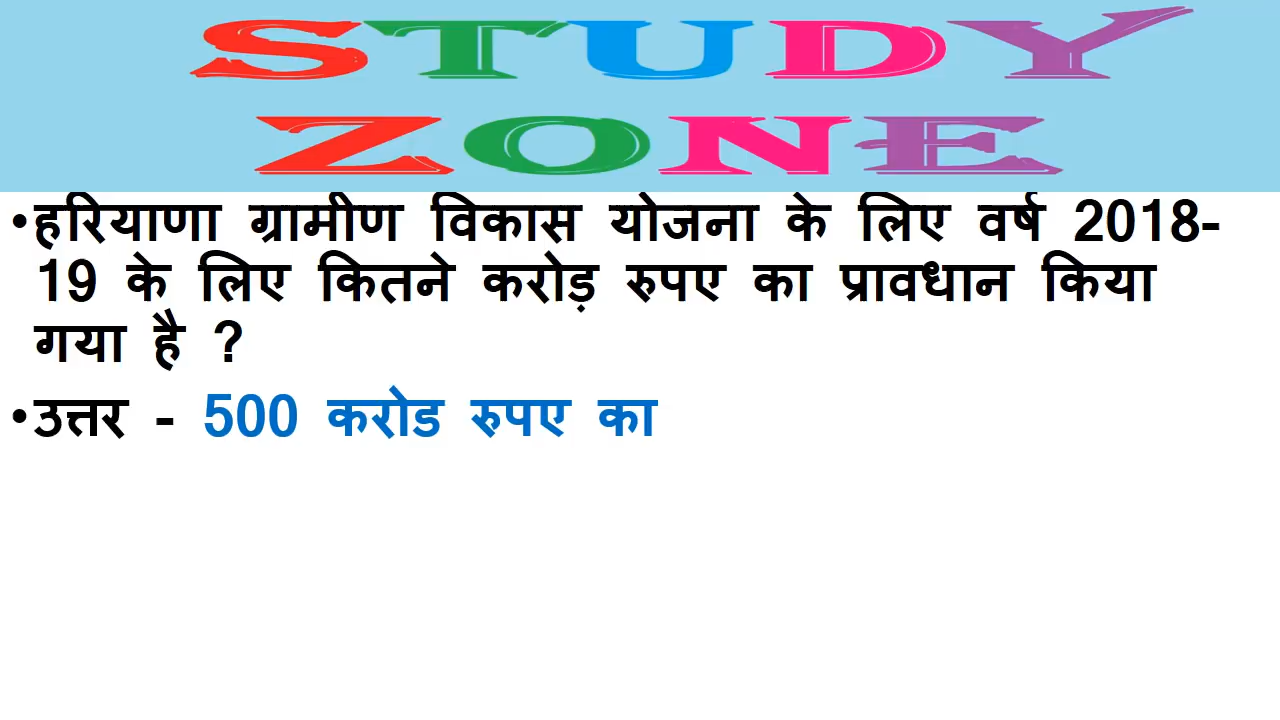 STUDY
ZONE
•हरियाणा ग्रामीण विकास योजना के लिए वर्ष 2018-
19 के लिए कितने करोड़ रुपए का प्रावधान किया
गया है ?
•उत्तर - 500 करोड रुपए का